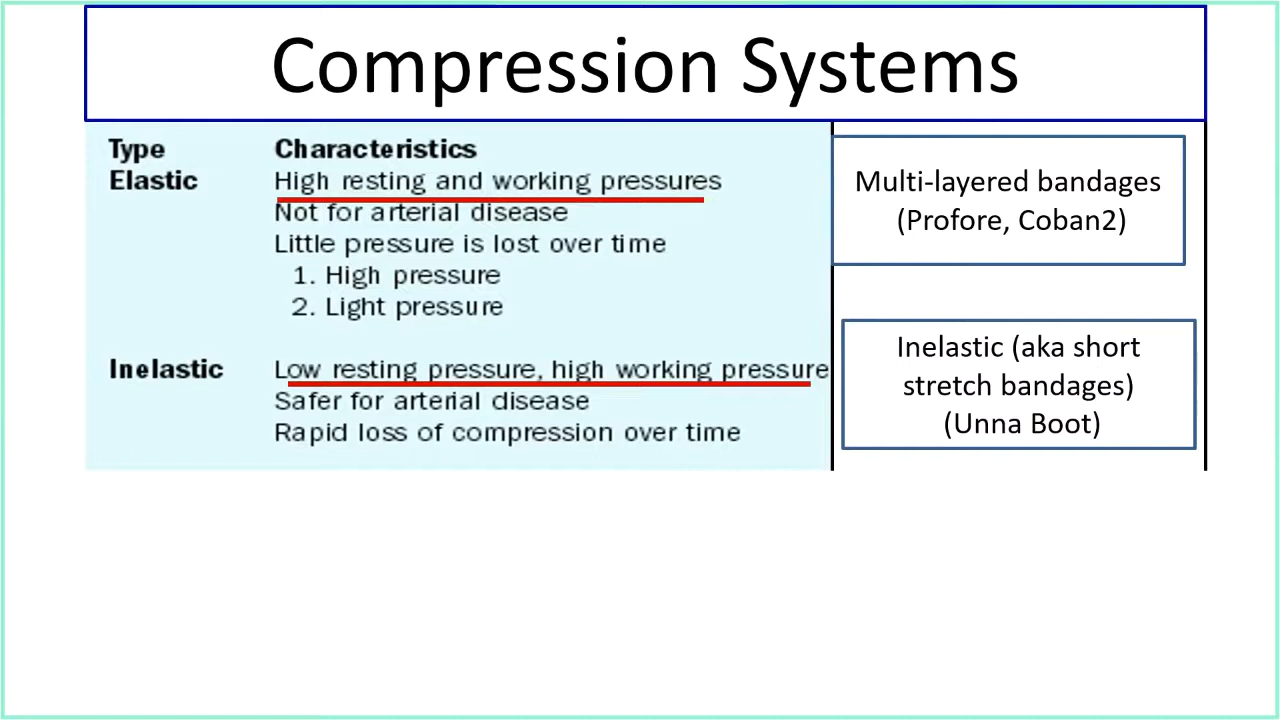 Compression Systems
Type Characteristics
Elastic High resting and working pressures
Not for arterial disease
Little pressure is lost over time
1. High pressure
2. Light pressure
Inelastic Low resting pressure, high working pressure
Safer for arterial disease
Rapid loss of compression over time
Multi-layered bandages
(Profore, Coban2)
Inelastic (aka short
stretch bandages)
(Unna Boot)